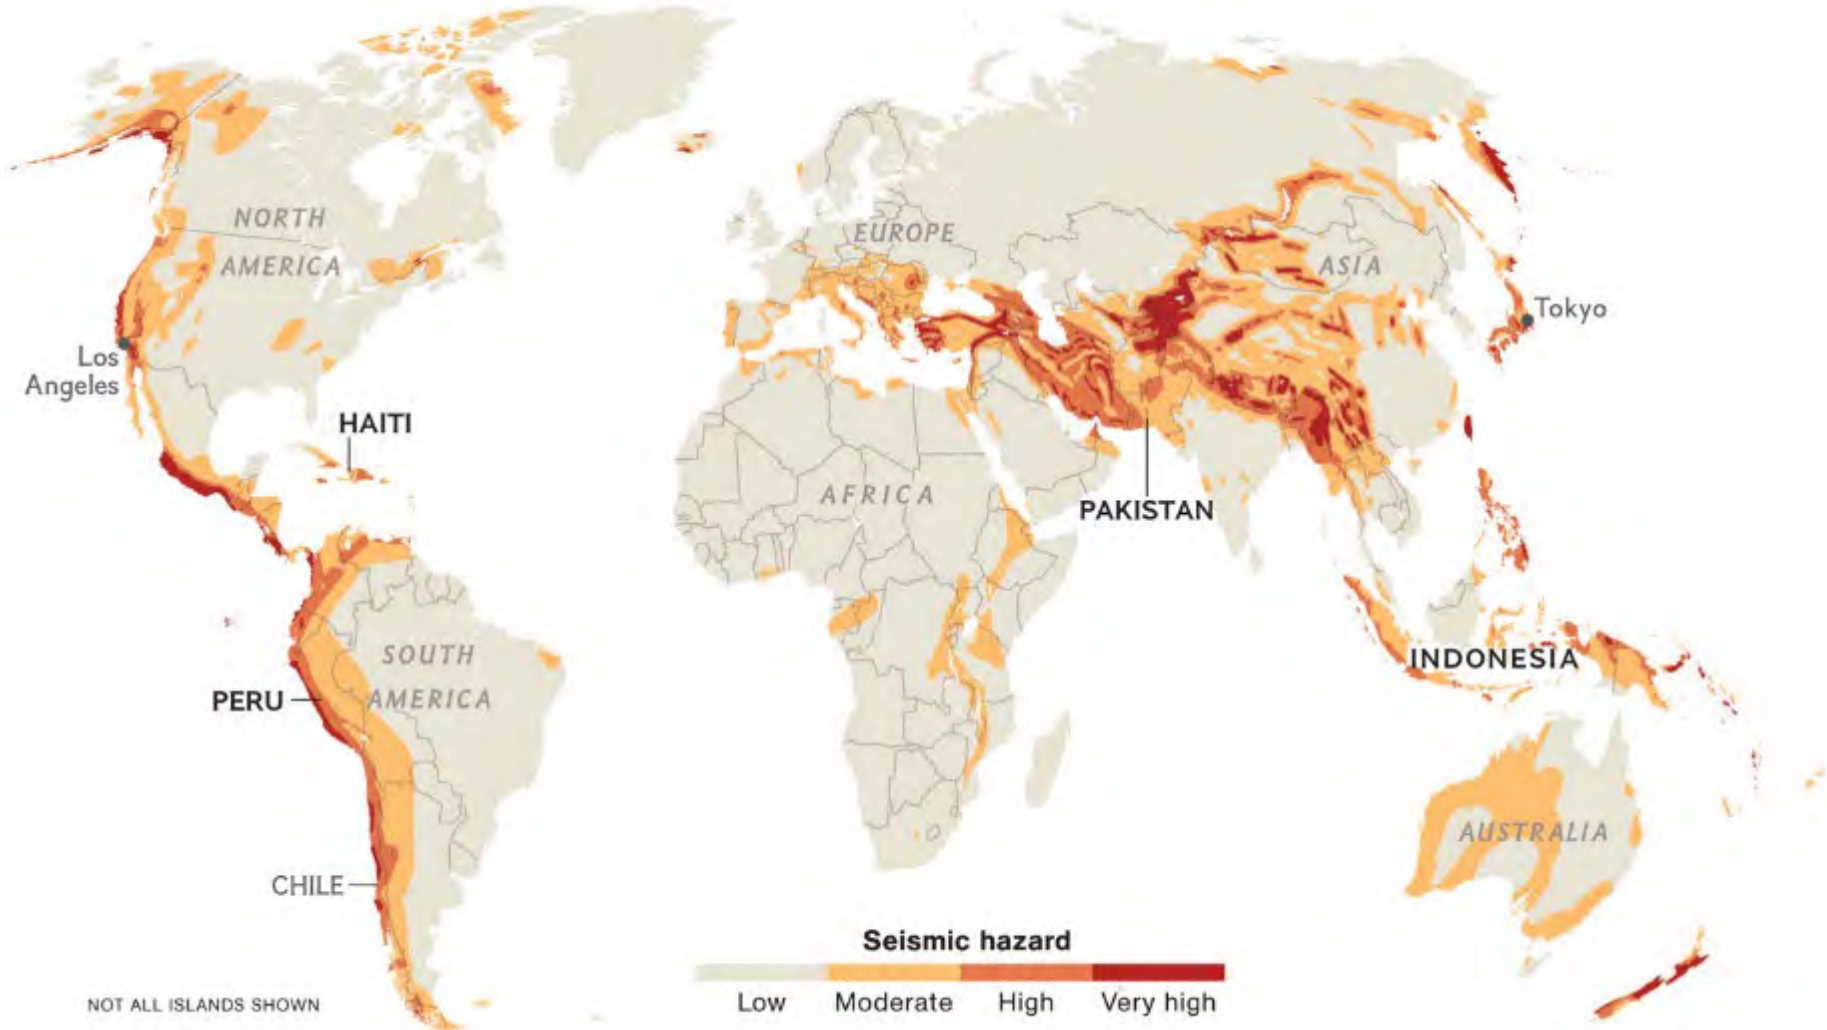 NORTH
AMERICA
EUROPE
ASIA
Tokyo
Los
Angeles
HAITI
AFRICA
PAKISTAN
SOUTH
AMERICA
INDONESIA
PERU
AUSTRALIA
CHILE
Seismic hazard
Low Moderate High Very high
NOT ALL ISLANDS SHOWN